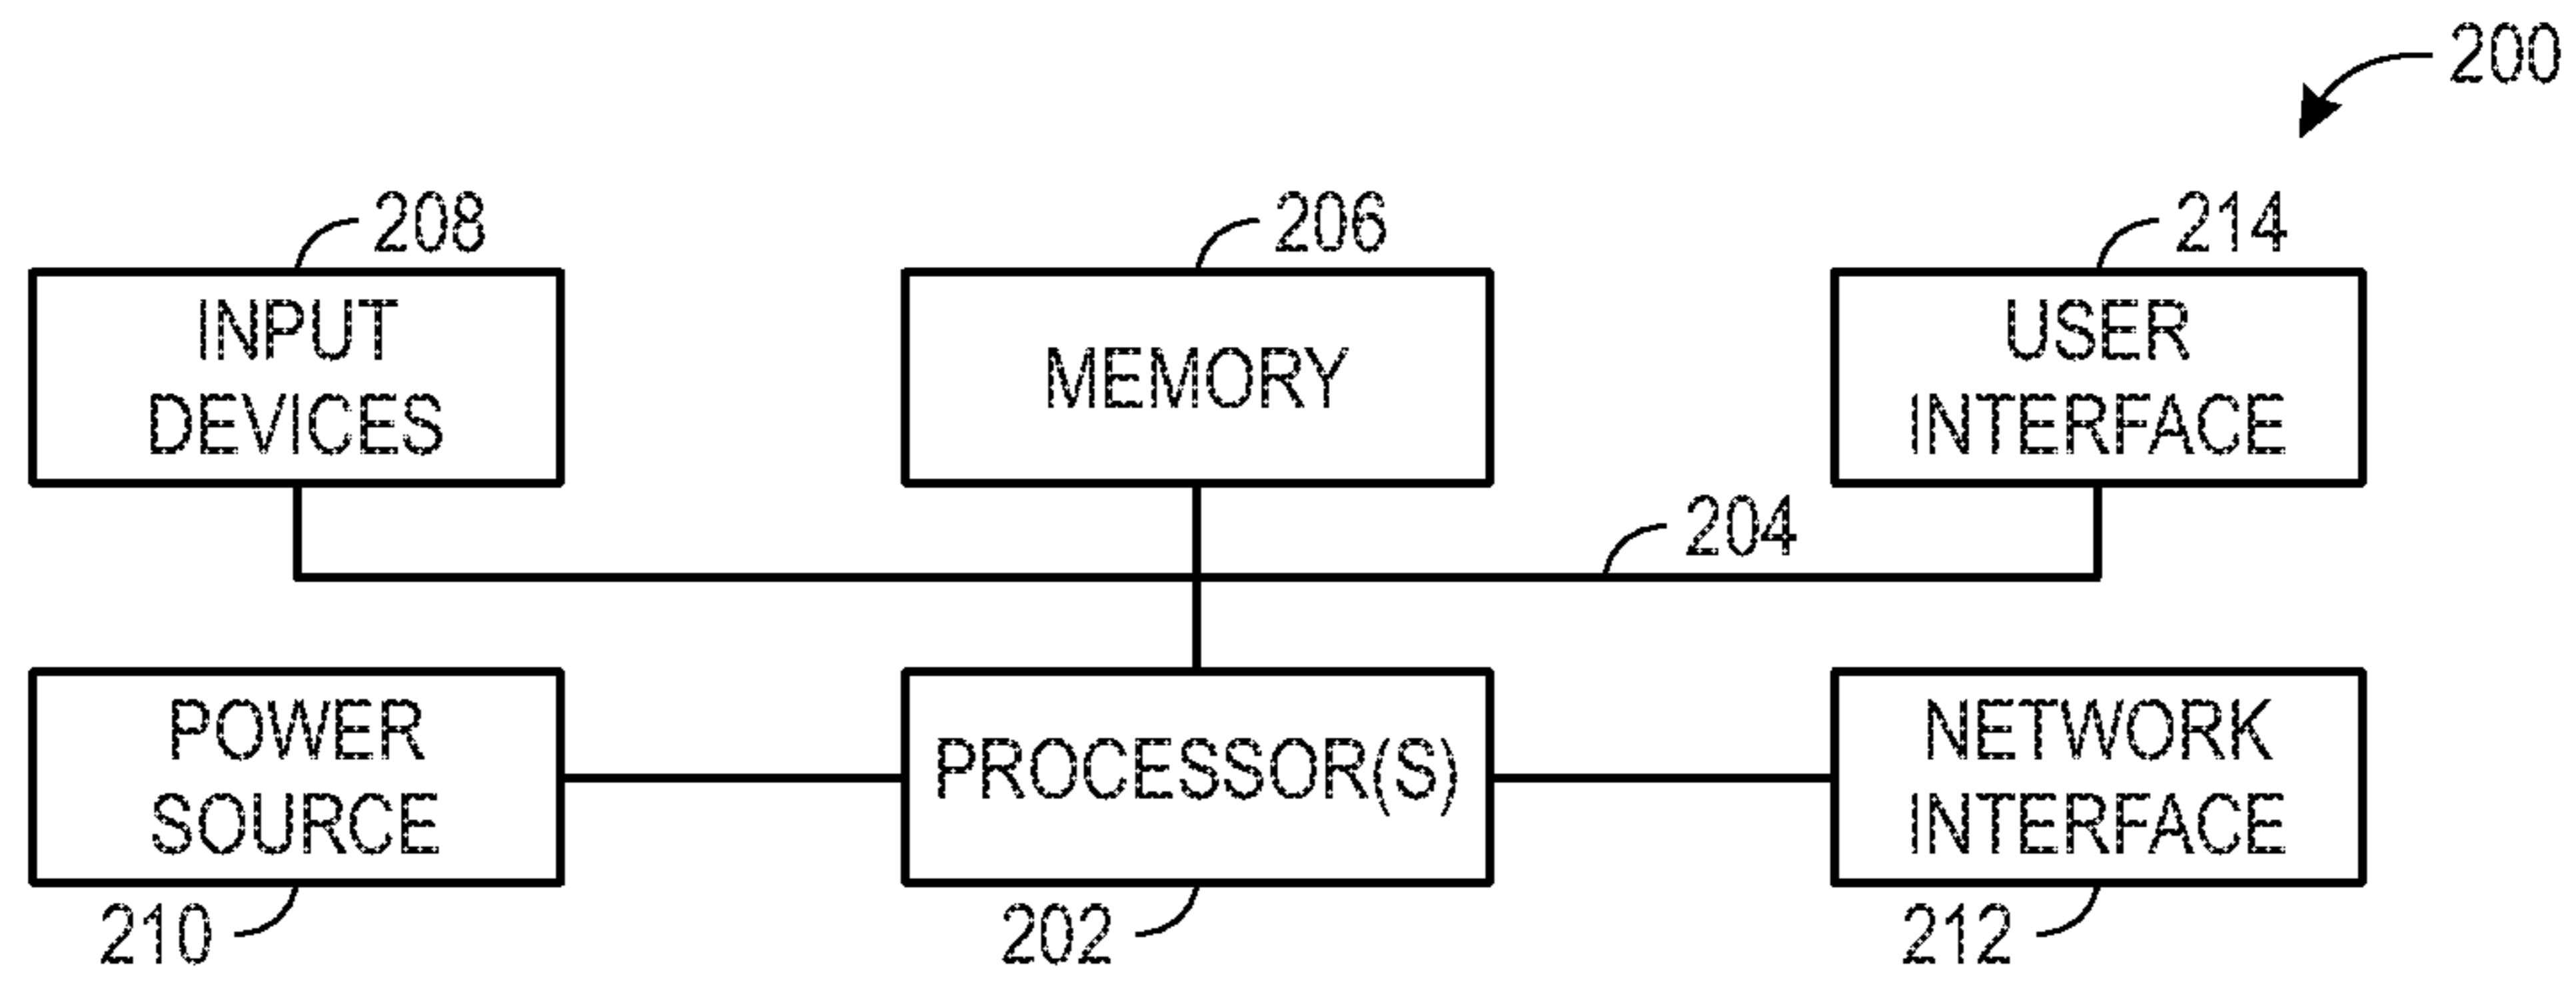 200
208
206
214
INPUT
DEVICES
MEMORY
USER
INTERFACE
204
POWER
SOURCE
PROCESSOR(S)
NETWORK
INTERFACE
210
202
212